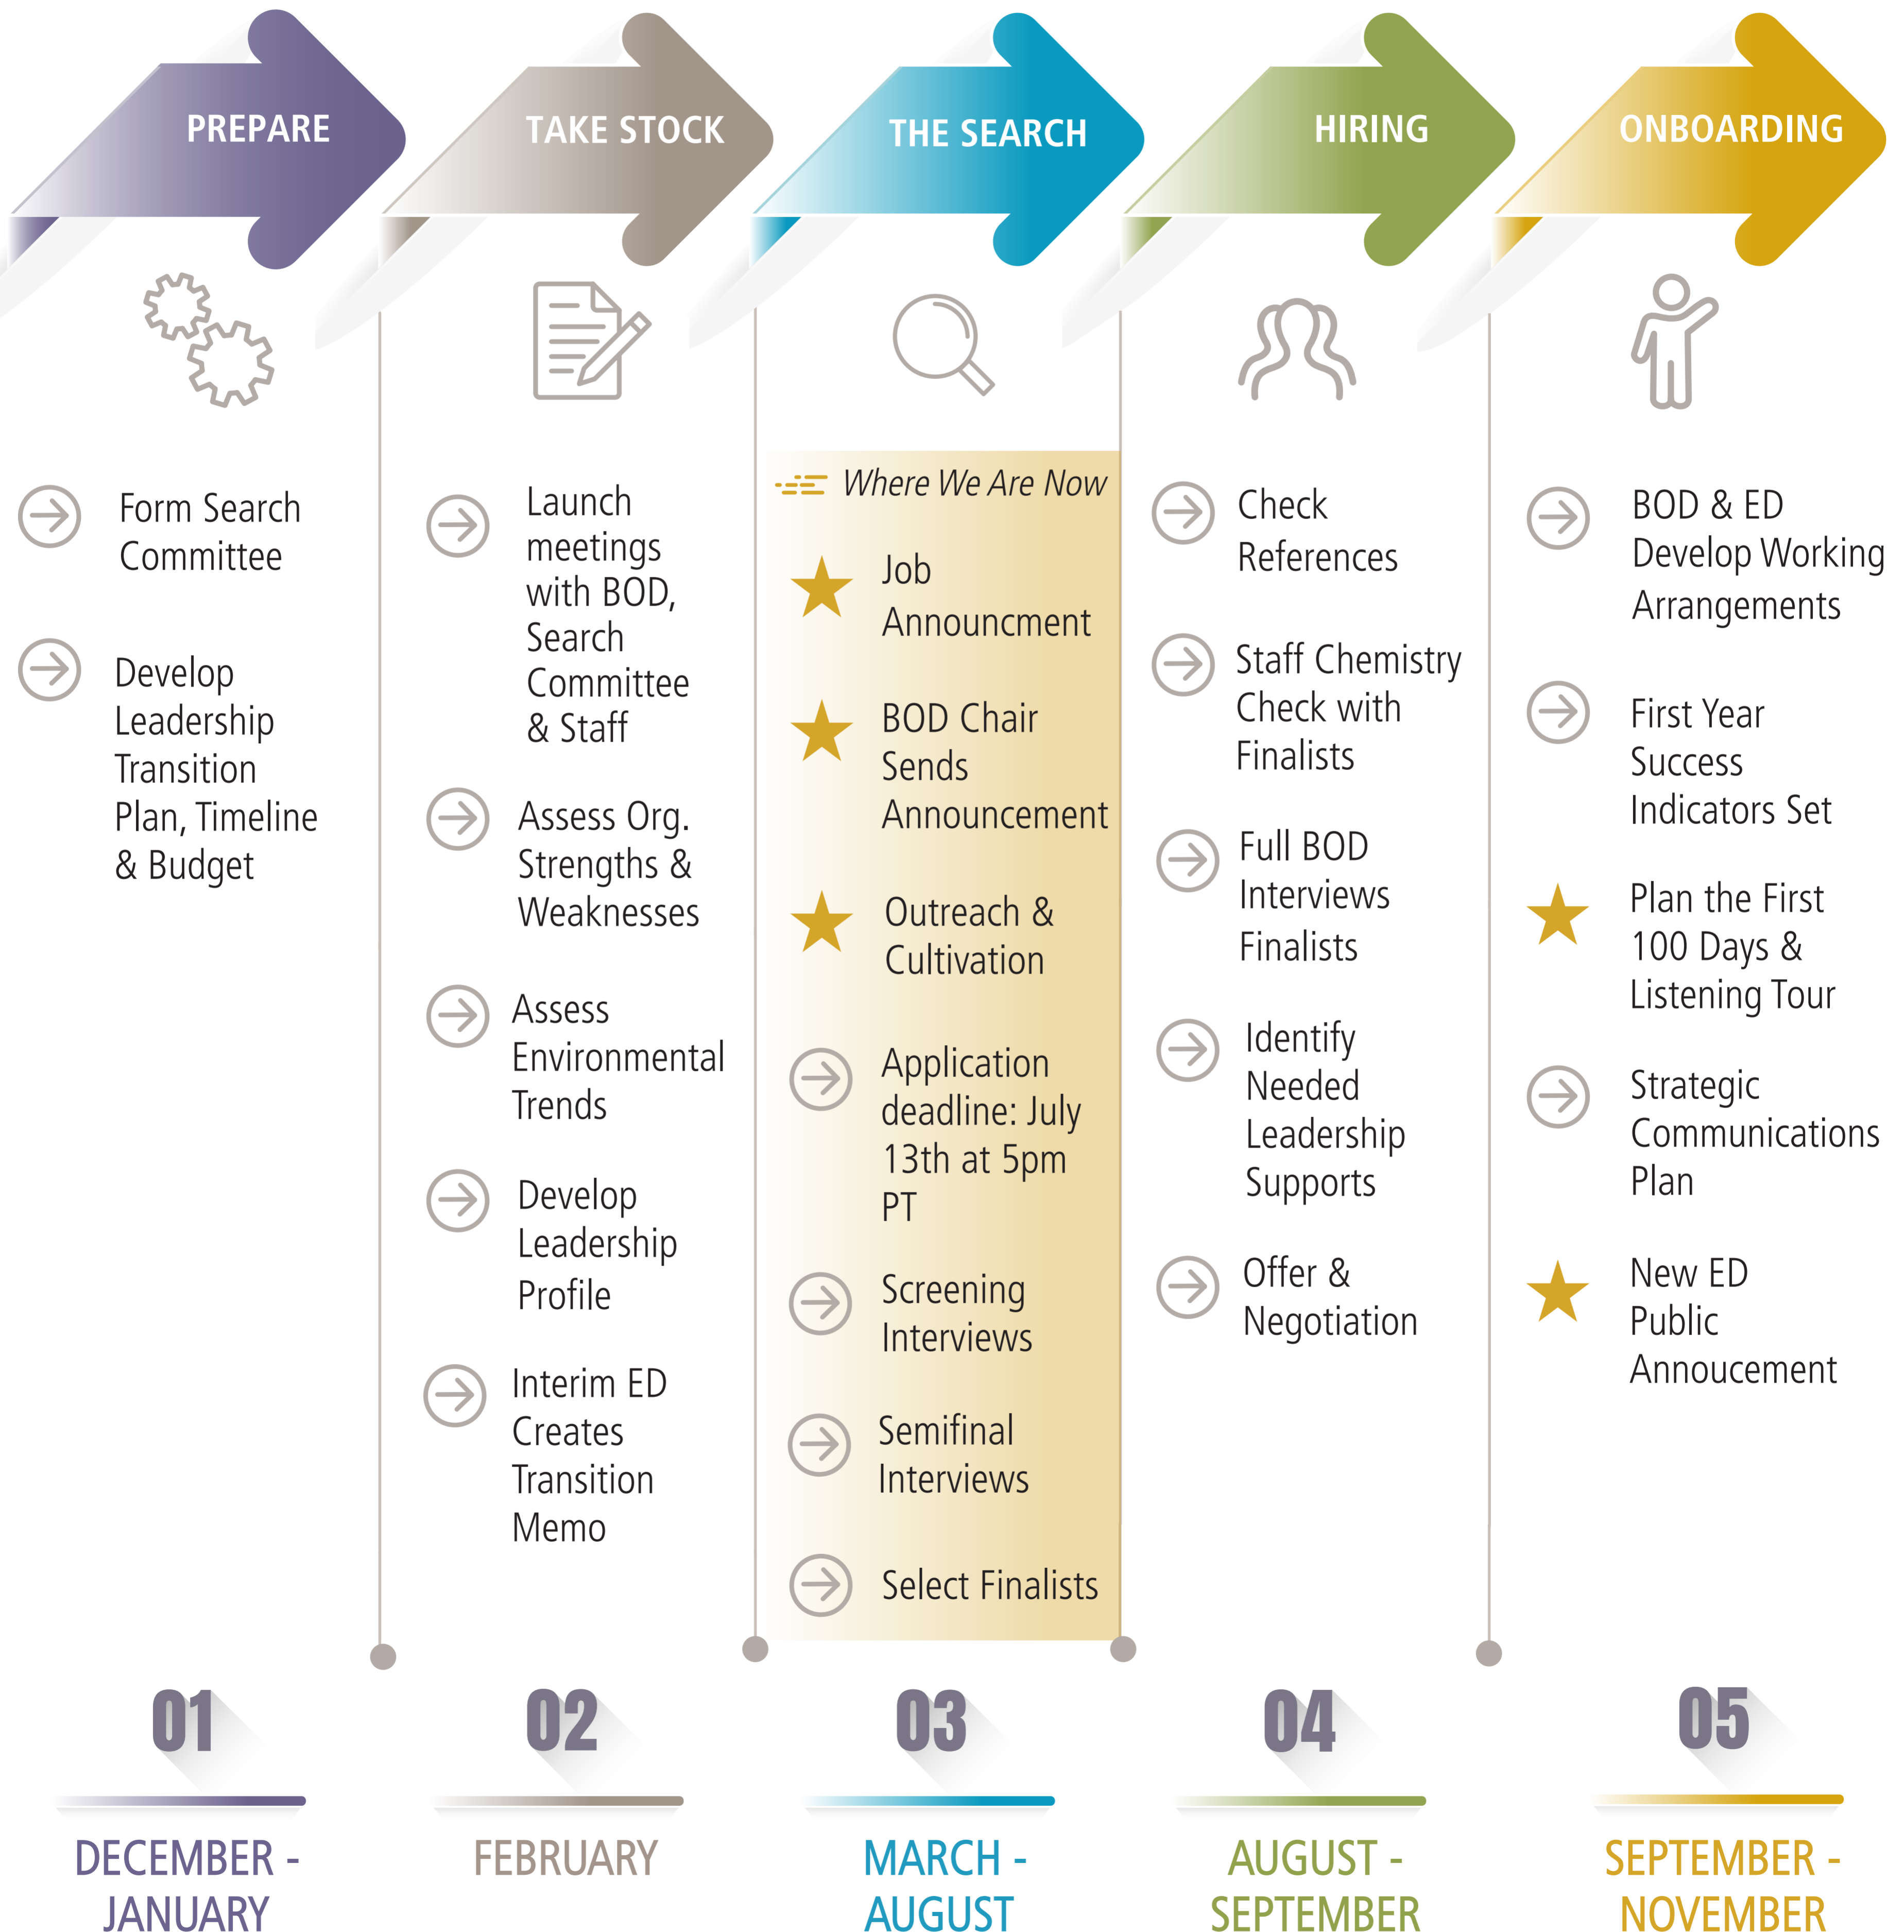 PREPARE
TAKE STOCK
THE SEARCH
HIRING
ONBOARDING
Form Search
Committee
Develop
Leadership
Transition
Plan, Timeline
& Budget
Launch
meetings
with BOD,
Search
Committee
& Staff
Assess Org.
Strengths &
Weaknesses
Assess
Environmental
Trends
Develop
Leadership
Profile
Interim ED
Creates
Transition
Memo
Where We Are Now
Job
Announcment
BOD Chair
Sends
Announcement
Outreach &
Cultivation
Application
deadline: July
13th at 5pm
PT
Screening
Interviews
Semifinal
Interviews
Select Finalists
Check
References
Staff Chemistry
Check with
Finalists
Full BOD
Interviews
Finalists
Identify
Needed
Leadership
Supports
Offer &
Negotiation
BOD & ED
Develop Working
Arrangements
First Year
Success
Indicators Set
Plan the First
100 Days &
Listening Tour
Strategic
Communications
Plan
New ED
Public
Annoucement
01
02
03
04
05
DECEMBER -
JANUARY
FEBRUARY
MARCH -
AUGUST
AUGUST -
SEPTEMBER
SEPTEMBER -
NOVEMBER